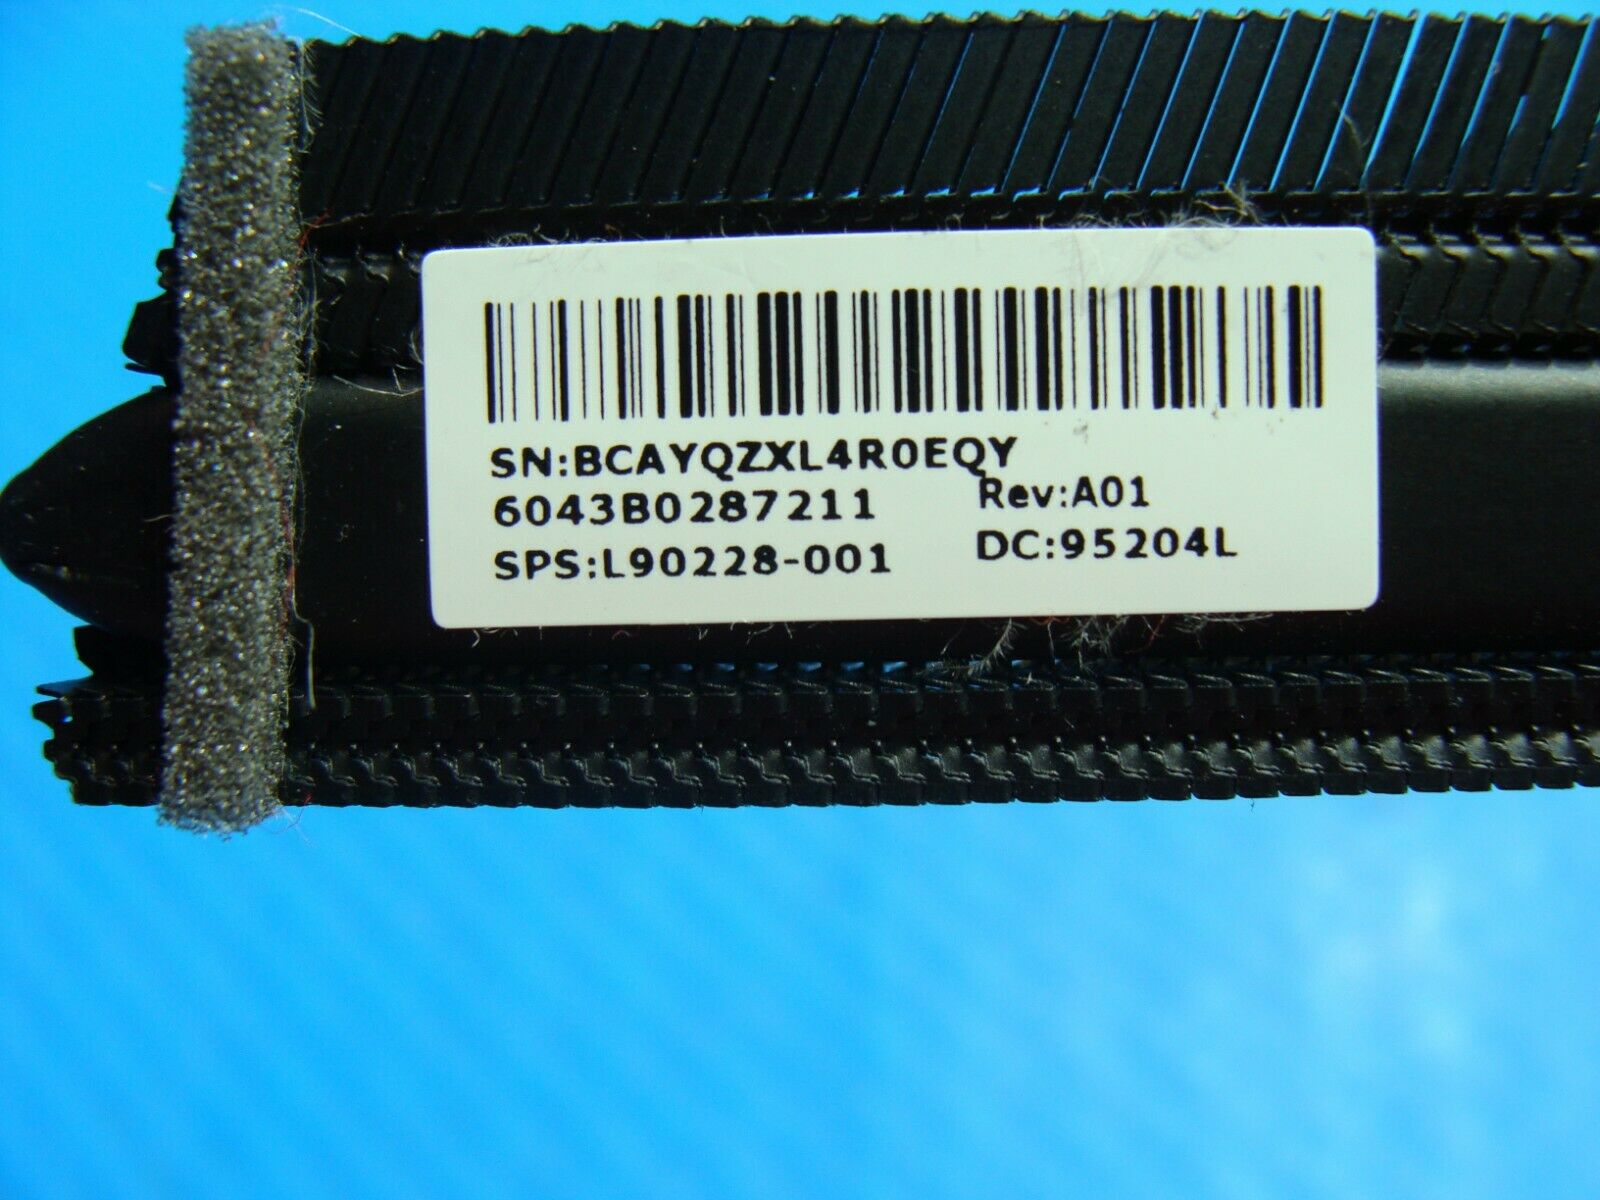 SN:BCAYQZXL4R0EQY
6043B0287211 Rev:A01
SPS:L90228-001 DC:95204L